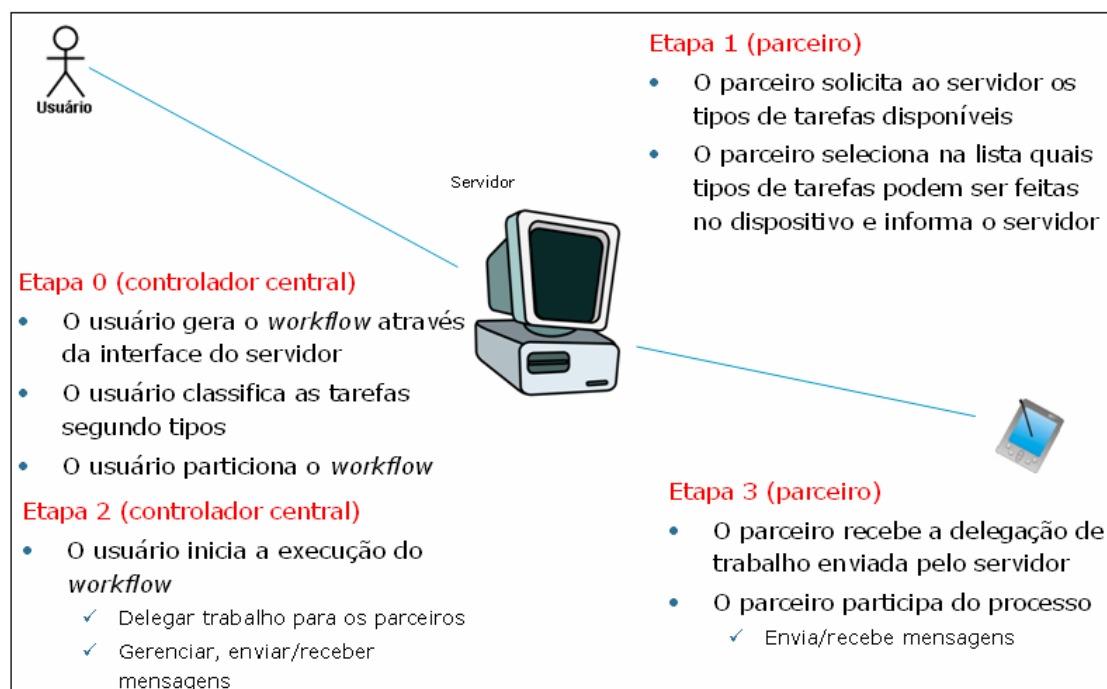 Usuário
Etapa 1 (parceiro)
• O parceiro solicita ao servidor os
tipos de tarefas disponíveis
• O parceiro seleciona na lista quais
tipos de tarefas podem ser feitas
no dispositivo e informa o servidor
Servidor
Etapa 0 (controlador central)
• O usuário gera o workflow através
da interface do servidor
• O usuário classifica as tarefas
segundo tipos
• O usuário particiona o workflow
Etapa 2 (controlador central)
• O usuário inicia a execução do
workflow
✓ Delegar trabalho para os parceiros
✓ Gerenciar, enviar/receber
mensagens
Etapa 3 (parceiro)
• O parceiro recebe a delegação de
trabalho enviada pelo servidor
• O parceiro participa do processo
✓ Envia/recebe mensagens